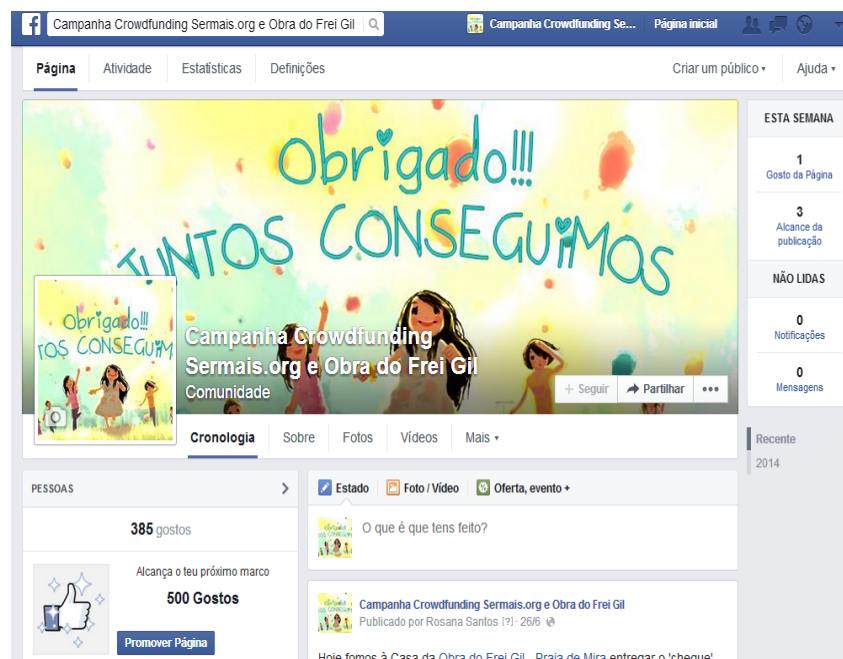 Campanha Crowdfunding Sermais.org e Obra do Frei Gil
Campanha Crowdfunding Se... Página inicial
Página Atividade Estatísticas Definições Criar um público Ajuda
Obrigado!!!
JUNTOS CONSEGUIMOS
Obrigado!!!
TOS CONSEGUIM
Campanha Crowdfunding
Sermais.org e Obra do Frei Gil
Comunidade
+ Seguir Partilhar •••
Cronologia Sobre Fotos Vídeos Mais
ESTA SEMANA
1
Gosto da Página
3
Alcance da
publicação
NÃO LIDAS
0
Notificações
0
Mensagens
Recente
2014
PESSOAS
385 gostos
Alcança o teu próximo marco
500 Gostos
Promover Página
Estado Foto / Vídeo Oferta, evento +
O que é que tens feito?
Campanha Crowdfunding Sermais.org e Obra do Frei Gil
Publicado por Rosana Santos [?] · 26/6
Hoje fomos à Casa da Obra do Frei Gil - Praia de Mira entregar o 'cheque'